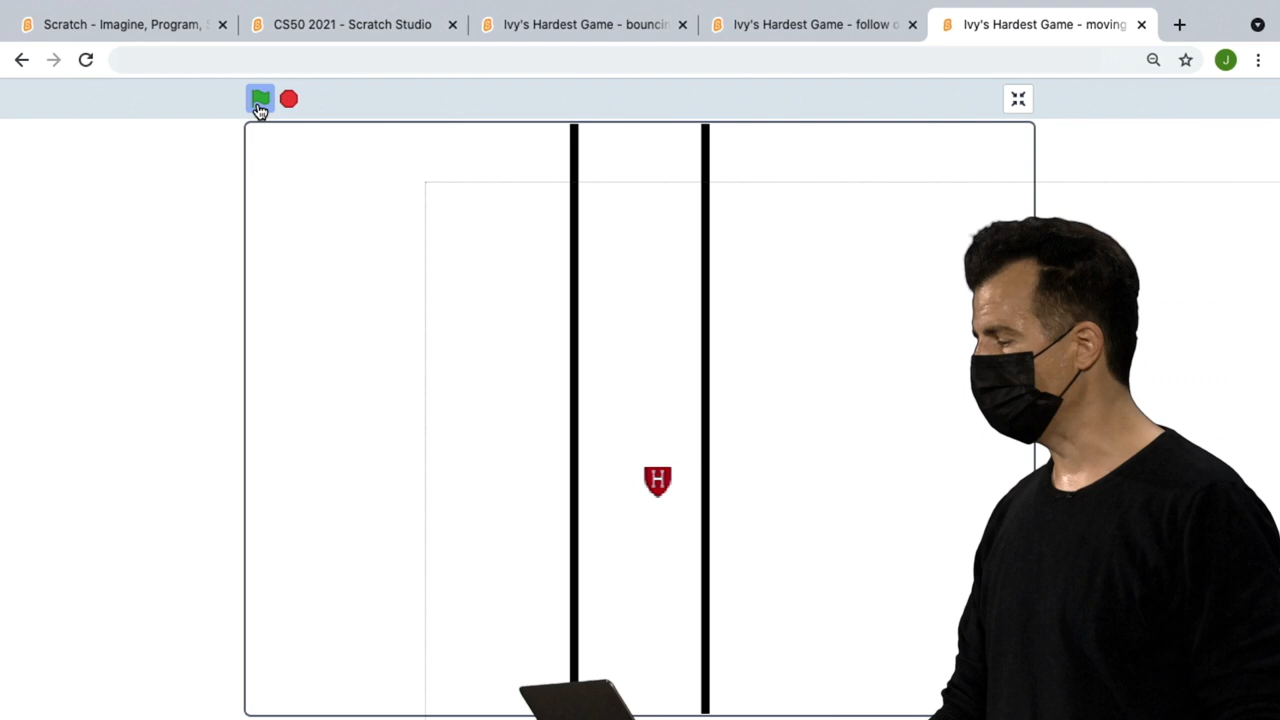 Scratch - Imagine, Program, S
CS50 2021 - Scratch Studio
Ivy's Hardest Game - bouncin
Ivy's Hardest Game - follow o
Ivy's Hardest Game - moving
J
H